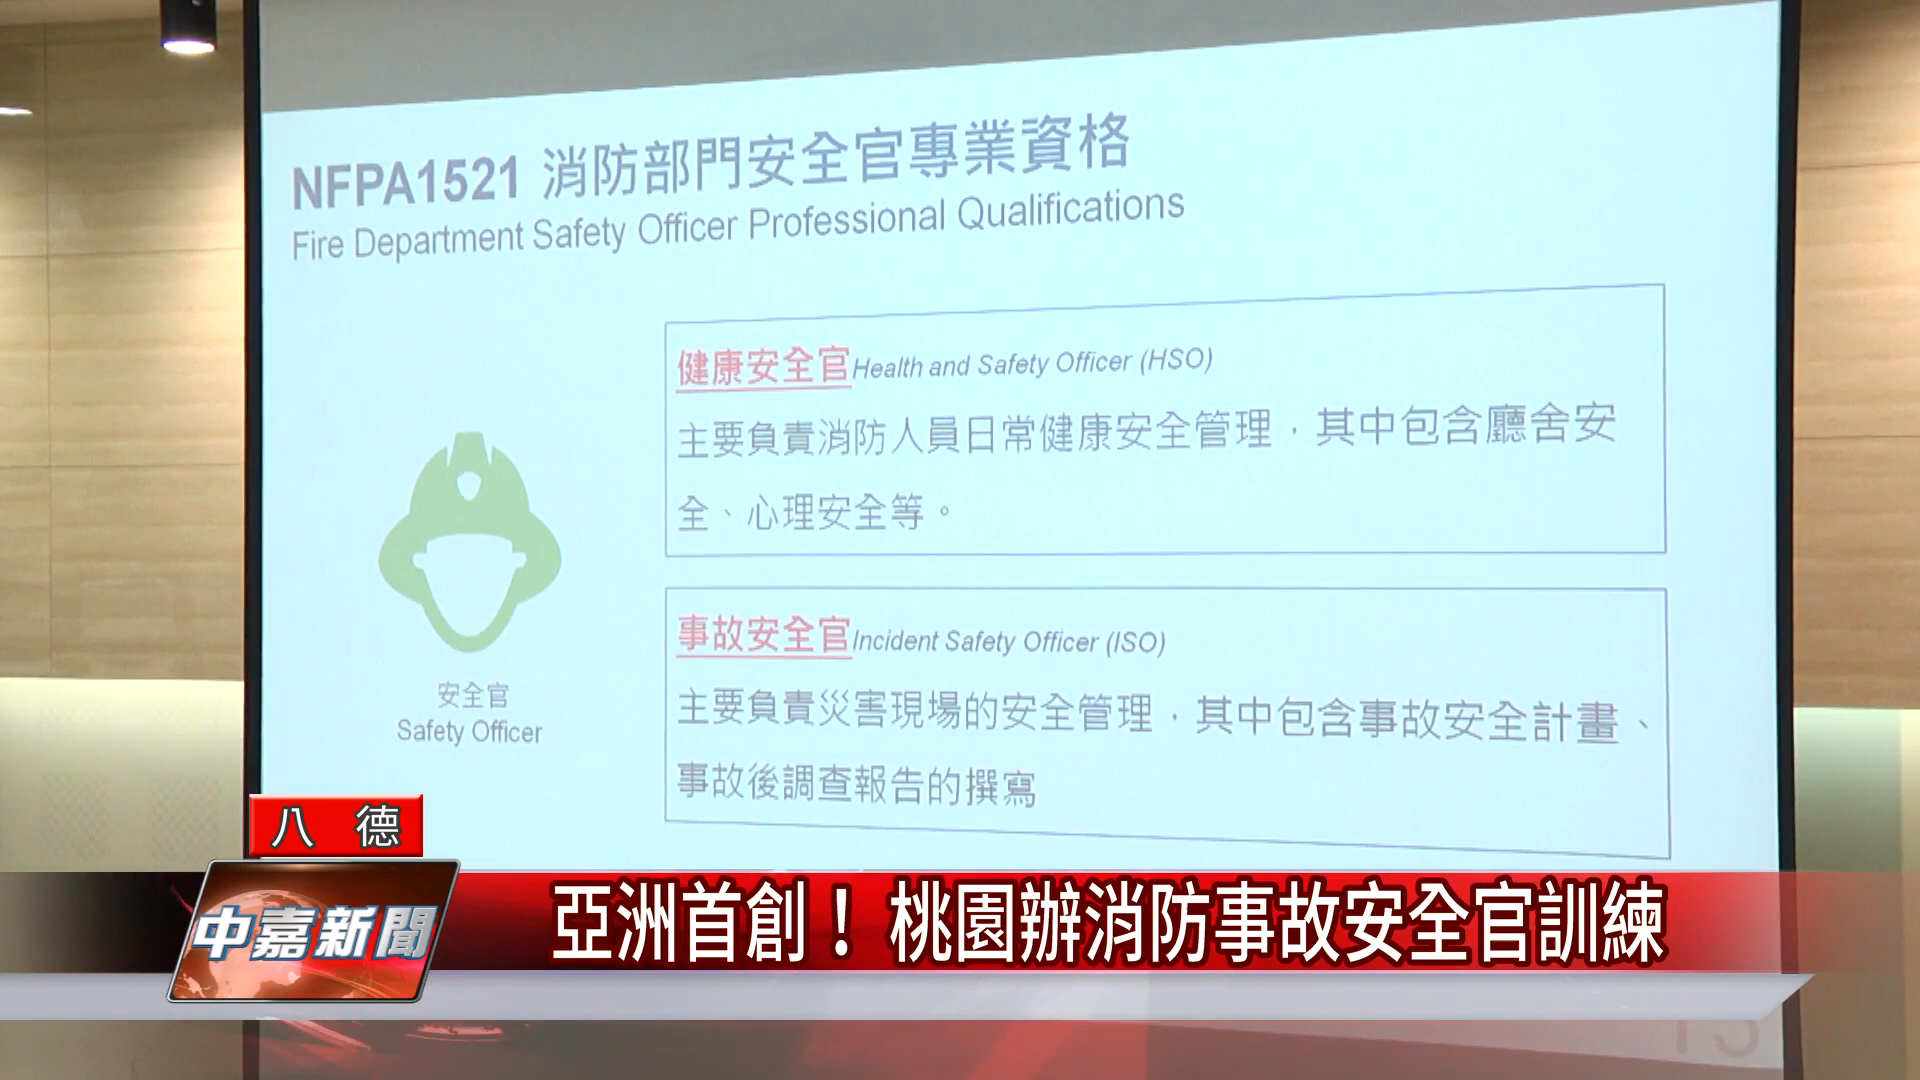 NFPA1521 消防部門安全官專業資格
Fire Department Safety Officer Professional Qualifications
健康安全官Health and Safety Officer (HSO)
主要負責消防人員日常健康安全管理，其中包含廳舍安
全、心理安全等。
安全官
Safety Officer
事故安全官Incident Safety Officer (ISO)
主要負責災害現場的安全管理，其中包含事故安全計畫、
事故後調查報告的撰寫
八 德
中嘉新聞
亞洲首創！桃園辦消防事故安全官訓練
15